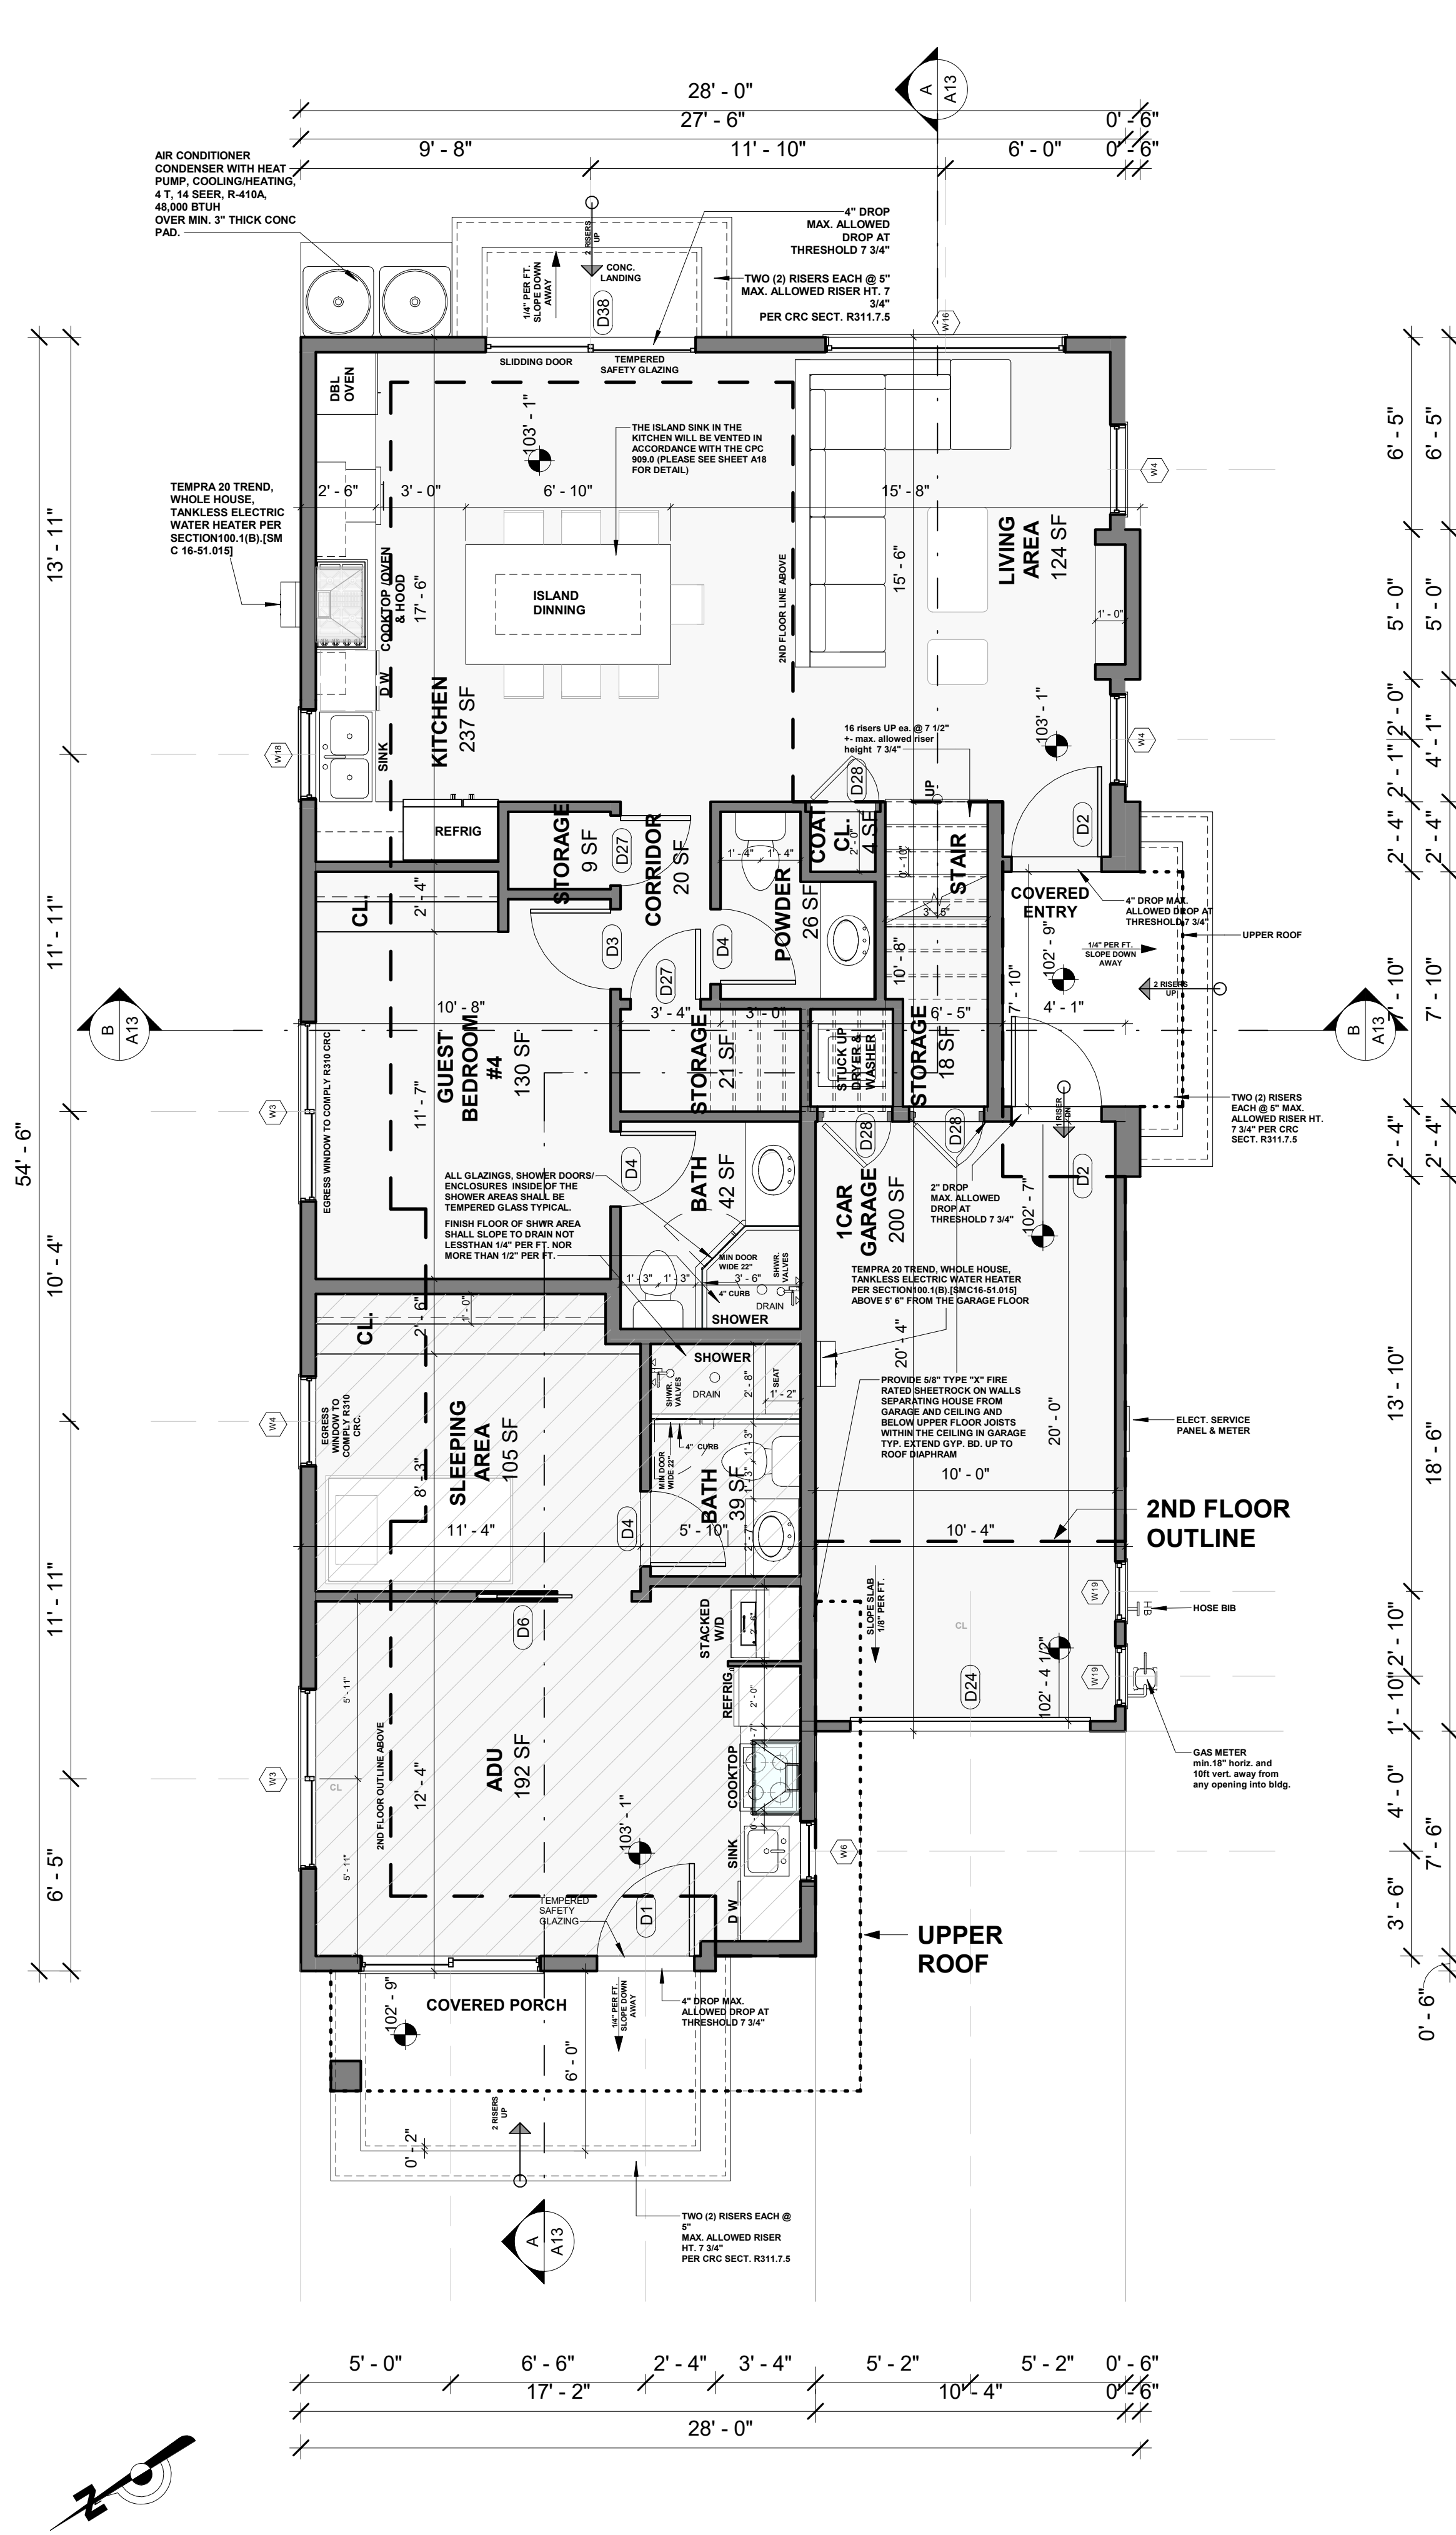 A
A13
28' - 0"
27' - 6"
0' - 6"
9' - 8"
11' - 10"
6' - 0"
0' - 6"
AIR CONDITIONER
CONDENSER WITH HEAT
PUMP, COOLING/HEATING,
4 T, 14 SEER, R-410A,
48,000 BTUH
OVER MIN. 3" THICK CONC
PAD.
2 RISERS
UP
CONC.
LANDING
1/4" PER FT.
SLOPE DOWN
AWAY
D38
4" DROP
MAX. ALLOWED
DROP AT
THRESHOLD 7 3/4"
TWO (2) RISERS EACH @ 5"
MAX. ALLOWED RISER HT. 7
3/4"
PER CRC SECT. R311.7.5
W16
SLIDDING DOOR
TEMPERED
SAFETY GLAZING
DBL
OVEN
103' - 1"
THE ISLAND SINK IN THE
KITCHEN WILL BE VENTED IN
ACCORDANCE WITH THE CPC
909.0 (PLEASE SEE SHEET A18
FOR DETAIL)
W4
TEMPRA 20 TREND,
WHOLE HOUSE,
TANKLESS ELECTRIC
WATER HEATER PER
SECTION100.1(B).[SM
C 16-51.015]
2' - 6"
3' - 0"
6' - 10"
15' - 8"
COOKTOP /OVEN
& HOOD
17' - 6"
ISLAND
DINNING
2ND FLOOR LINE ABOVE
15' - 6"
LIVING
AREA
124 SF
1' - 0"
D W
SINK
KITCHEN
237 SF
W18
REFRIG
16 risers UP ea. @ 7 1/2"
+- max. allowed riser
height 7 3/4"
103' - 1"
W4
D28
UP
D2
STORAGE
9 SF
D27
CORRIDOR
20 SF
1' - 4"
1' - 4"
POWDER
26 SF
COAT
CL.
4 SF
2' - 0"
0' - 10"
STAIR
3' - 5"
10' - 8"
COVERED
ENTRY
4" DROP MAX.
ALLOWED DROP AT
THRESHOLD 7 3/4"
UPPER ROOF
1/4" PER FT.
SLOPE DOWN
AWAY
102' - 9"
2 RISERS
UP
7' - 10"
4' - 1"
CL.
2' - 4"
D3
D27
D4
B
A13
B
A13
10' - 8"
3' - 4"
3' - 0"
6' - 5"
GUEST
BEDROOM
#4
130 SF
11' - 7"
EGRESS WINDOW TO COMPLY R310 CRC
W3
STORAGE
21 SF
STUCK UP
DRYER &
WASHER
STORAGE
18 SF
1 RISER
DN
TWO (2) RISERS
EACH @ 5" MAX.
ALLOWED RISER HT.
7 3/4" PER CRC
SECT. R311.7.5
D28
D28
D2
D4
BATH
42 SF
ALL GLAZINGS, SHOWER DOORS/
ENCLOSURES INSIDE OF THE
SHOWER AREAS SHALL BE
TEMPERED GLASS TYPICAL.
FINISH FLOOR OF SHWR AREA
SHALL SLOPE TO DRAIN NOT
LESSTHAN 1/4" PER FT. NOR
MORE THAN 1/2" PER FT.
1CAR
GARAGE
200 SF
2" DROP
MAX. ALLOWED
DROP AT
THRESHOLD 7 3/4"
102' - 7"
MIN DOOR
WIDE 22"
SHWR.
VALVES
1' - 3"
1' - 3"
3' - 6"
4" CURB
DRAIN
SHOWER
TEMPRA 20 TREND, WHOLE HOUSE,
TANKLESS ELECTRIC WATER HEATER
PER SECTION100.1(B).[SMC16-51.015]
ABOVE 5' 6" FROM THE GARAGE FLOOR
CL.
2' - 6"
1' - 0"
20' - 4"
SHOWER
SHWR.
VALVES
DRAIN
2' - 8"
SEAT
1' - 2"
PROVIDE 5/8" TYPE "X" FIRE
RATED SHEETROCK ON WALLS
SEPARATING HOUSE FROM
GARAGE AND CEILING AND
BELOW UPPER FLOOR JOISTS
WITHIN THE CEILING IN GARAGE
TYP. EXTEND GYP. BD. UP TO
ROOF DIAPHRAM
20' - 0"
10' - 0"
ELECT. SERVICE
PANEL & METER
W4
EGRESS
WINDOW TO
COMPLY R310
CRC.
SLEEPING
AREA
105 SF
8' - 3"
11' - 4"
MIN DOOR
WIDE 22"
4" CURB
1' - 3"
1' - 3"
BATH
39 SF
2' - 7"
5' - 10"
D4
10' - 4"
2ND FLOOR
OUTLINE
D6
STACKED
W/D
SLOPE SLAB
1/8" PER FT.
CL
W19
HB
HOSE BIB
REFRIG
2' - 0"
D24
102' - 4 1/2"
W19
5' - 11"
2ND FLOOR OUTLINE ABOVE
12' - 4"
ADU
192 SF
W3
CL
COOKTOP
GAS METER
min.18" horiz. and
10ft vert. away from
any opening into bldg.
5' - 11"
103' - 1"
SINK
W6
D W
TEMPERED
SAFETY
GLAZING
D1
UPPER
ROOF
102' - 9"
COVERED PORCH
1/4" PER FT.
SLOPE DOWN
AWAY
4" DROP MAX.
ALLOWED DROP AT
THRESHOLD 7 3/4"
6' - 0"
2 RISERS
UP
0' - 2"
A
A13
TWO (2) RISERS EACH @
5"
MAX. ALLOWED RISER
HT. 7 3/4"
PER CRC SECT. R311.7.5
54' - 6"
13' - 11"
11' - 11"
10' - 4"
11' - 11"
6' - 5"
6' - 5"
5' - 0"
2' - 0"
2' - 1"
2' - 4"
7' - 10"
2' - 4"
13' - 10"
2' - 10"
1' - 10"
4' - 0"
3' - 6"
6' - 5"
5' - 0"
4' - 1"
2' - 4"
7' - 10"
2' - 4"
18' - 6"
7' - 6"
0' - 6"
5' - 0"
6' - 6"
2' - 4"
3' - 4"
5' - 2"
5' - 2"
0' - 6"
17' - 2"
10' - 4"
0' - 6"
28' - 0"
N